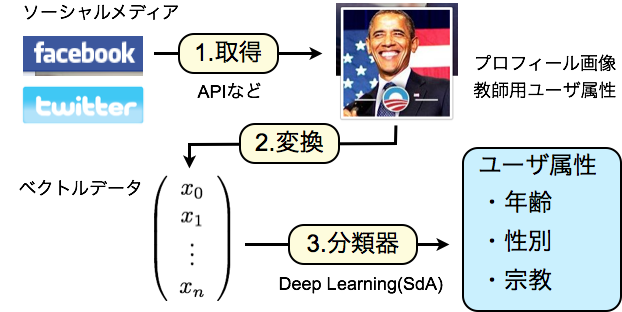 ソーシャルメディア
facebook
twitter
1.取得
APIなど
プロフィール画像
教師用ユーザ属性
2.変換
ベクトルデータ
x0
x1
⋮
xn
3.分類器
Deep Learning(SdA)
ユーザ属性
・年齢
・性別
・宗教